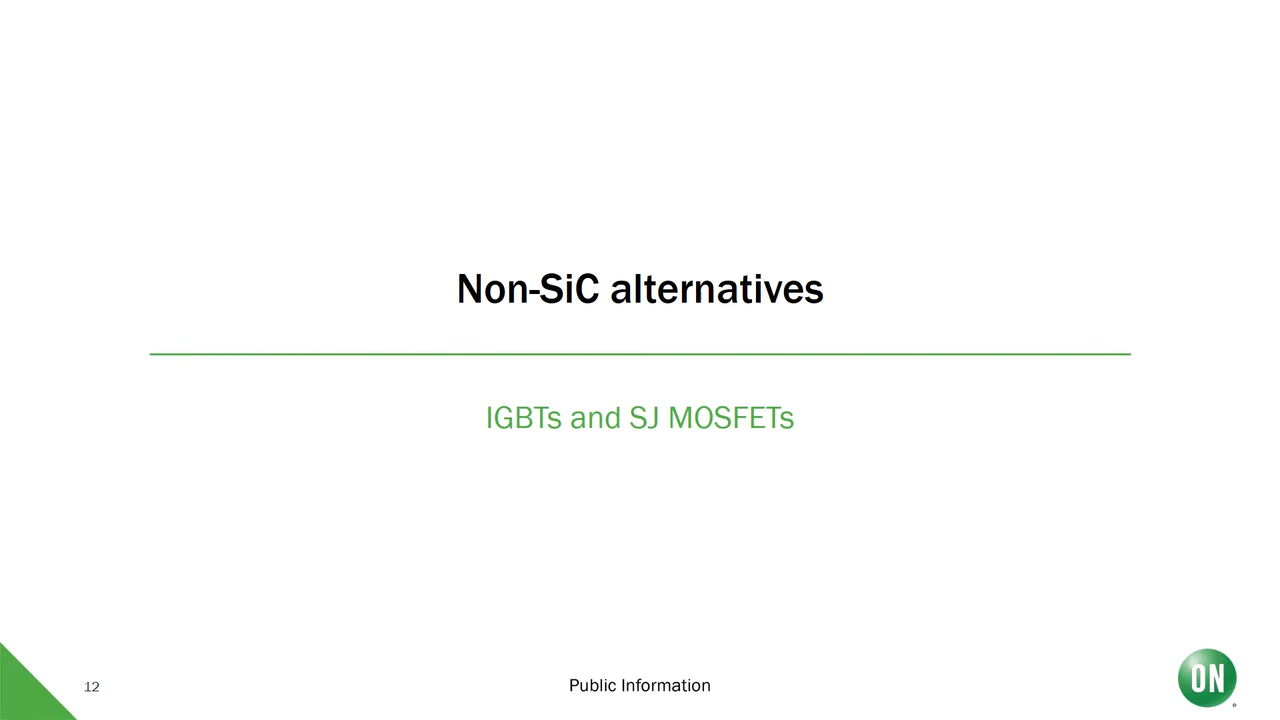 Non-SiC alternatives
IGBTs and SJ MOSFETs
12
Public Information
ON